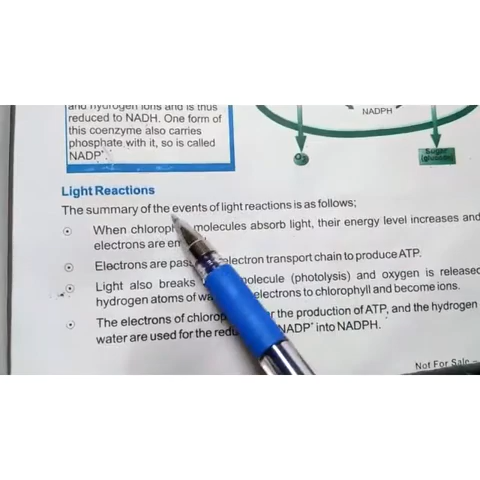 and hydrogen ions and is thus
reduced to NADH. One form of
this coenzyme also carries
phosphate with it, so is called
NADP⁺.
NADPH
O₂
Sugar
(glucose)
Light Reactions
The summary of the events of light reactions is as follows;
When chlorop molecules absorb light, their energy level increases and
electrons are em
Electrons are pas electron transport chain to produce ATP.
Light also breaks molecule (photolysis) and oxygen is released
hydrogen atoms of wa electrons to chlorophyll and become ions.
The electrons of chlorop the production of ATP, and the hydrogen
water are used for the redu NADP⁺ into NADPH.
Not For Sale